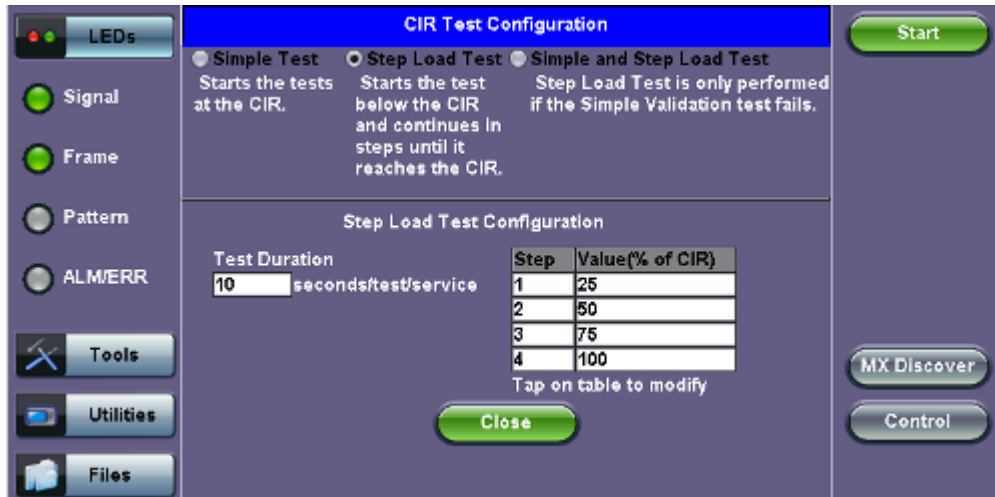 LEDs
Signal
Frame
Pattern
ALM/ERR
Tools
Utilities
Files
CIR Test Configuration
Simple Test
Starts the tests
at the CIR.
Step Load Test
Starts the test
below the CIR
and continues in
steps until it
reaches the CIR.
Simple and Step Load Test
Step Load Test is only performed
if the Simple Validation test fails.
Step Load Test Configuration
Test Duration
10 seconds/test/service
Step Value(% of CIR)
1 25
2 50
3 75
4 100
Tap on table to modify
Close
Start
MX Discover
Control